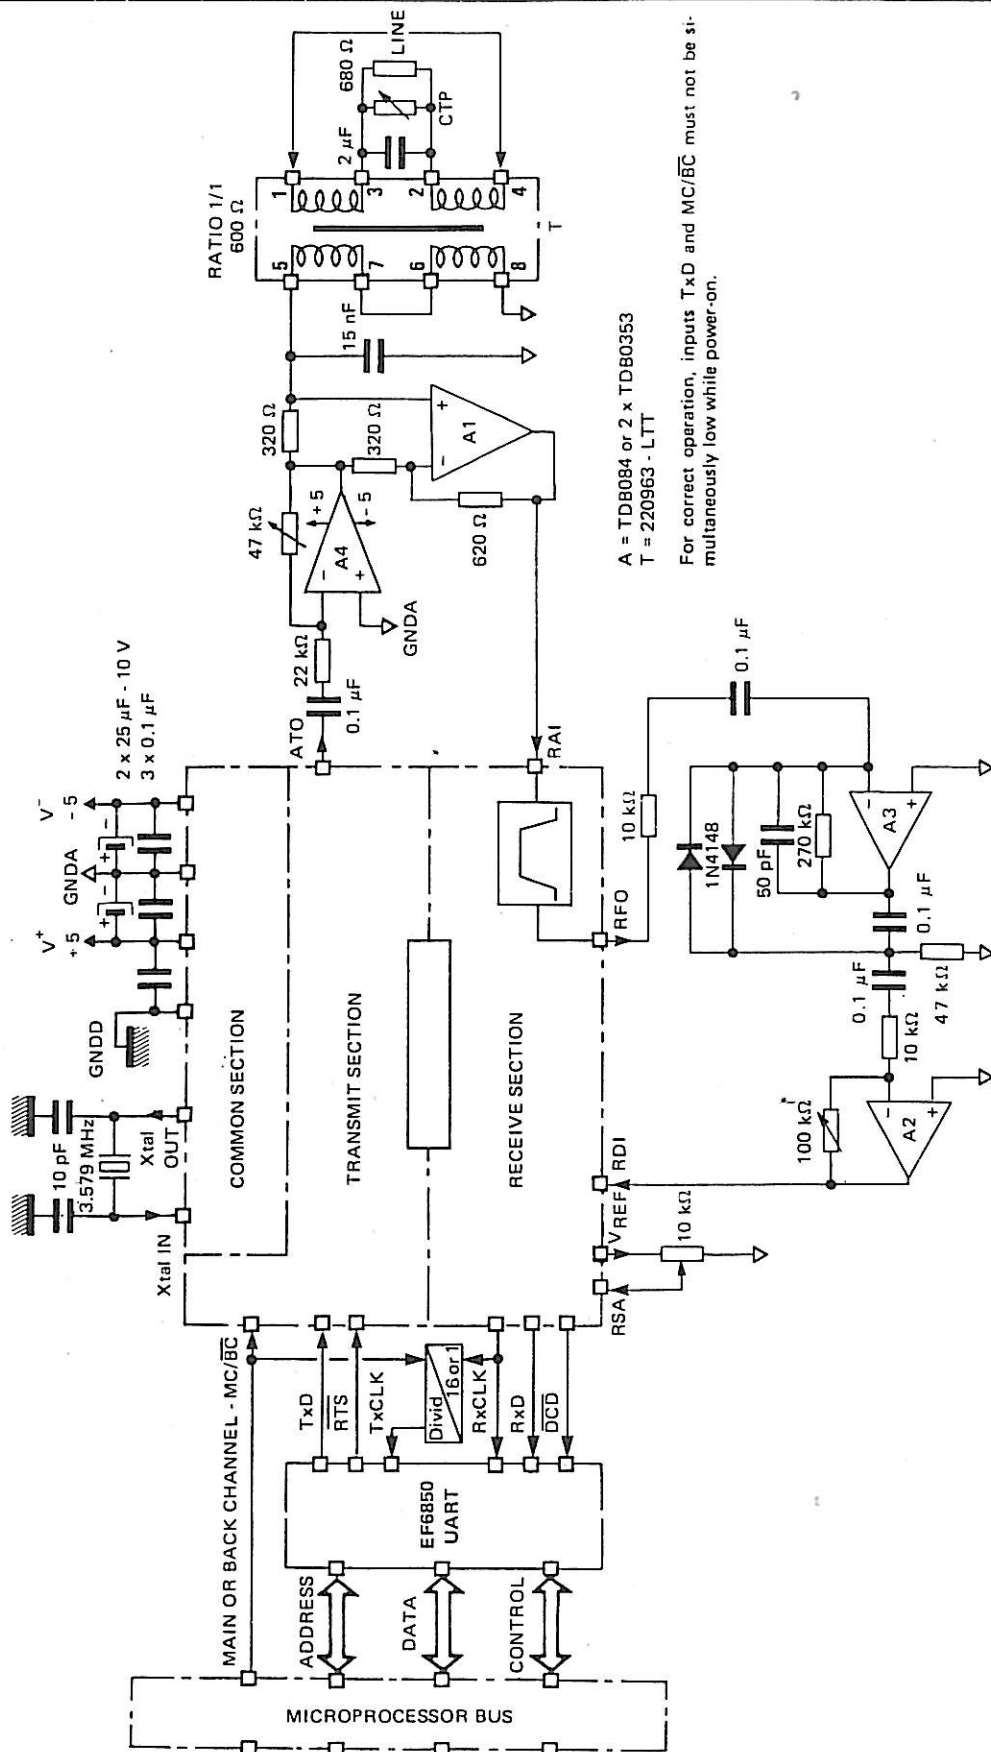 MICROPROCESSOR BUS
MAIN OR BACK CHANNEL - MC/B̅C̅
ADDRESS
DATA
CONTROL
EF6850
UART
TxD
R̅T̅S̅
TxCLK
Divid
16 or 1
RxCLK
RxD
D̅C̅D̅
Xtal IN
10 pF
3.579 MHz
Xtal
OUT
GNDD
V+
+ 5
GNDA
V-
- 5
+
-
+
-
2 x 25 µF - 10 V
3 x 0.1 µF
COMMON SECTION
TRANSMIT SECTION
RECEIVE SECTION
ATO
RAI
RFO
RDI
VREF
RSA
10 kΩ
0.1 µF
22 kΩ
47 kΩ
-
+
A4
+ 5
- 5
GNDA
320 Ω
320 Ω
620 Ω
-
+
A1
15 nF
RATIO 1/1
600 Ω
5
7
6
8
1
3
2
4
T
2 µF
680 Ω
CTP
LINE
100 kΩ
-
+
A2
10 kΩ
0.1 µF
47 kΩ
0.1 µF
1N4148
50 pF
270 kΩ
-
+
A3
10 kΩ
0.1 µF
A = TDB084 or 2 x TDB0353
T = 220963 - LTT
For correct operation, inputs TxD and MC/B̅C̅ must not be si-
multaneously low while power-on.